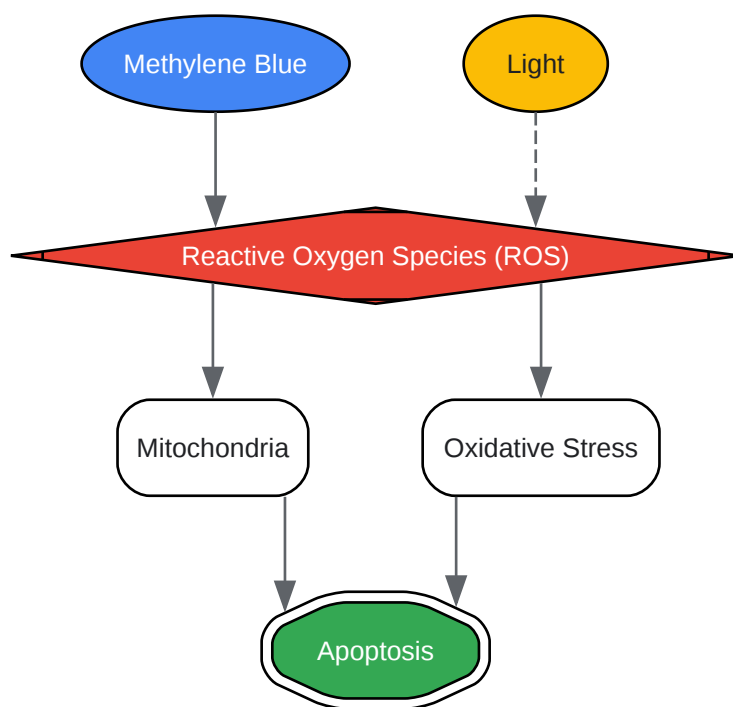 Methylene Blue
Light
Reactive Oxygen Species (ROS)
Mitochondria
Oxidative Stress
Apoptosis